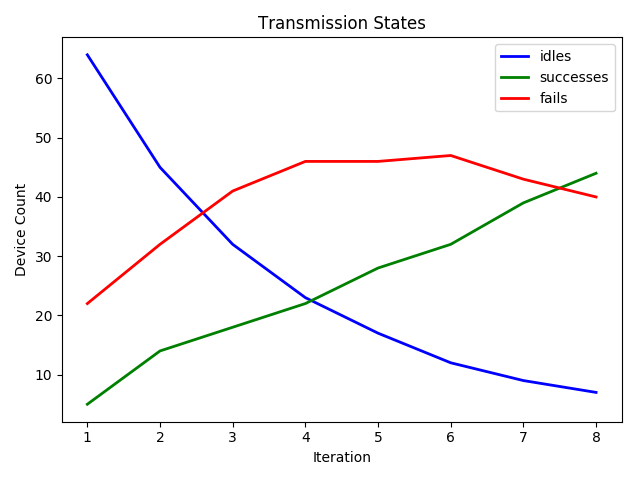 Transmission States
idles
successes
fails
Device Count
60
50
40
30
20
10
1 2 3 4 5 6 7 8
Iteration